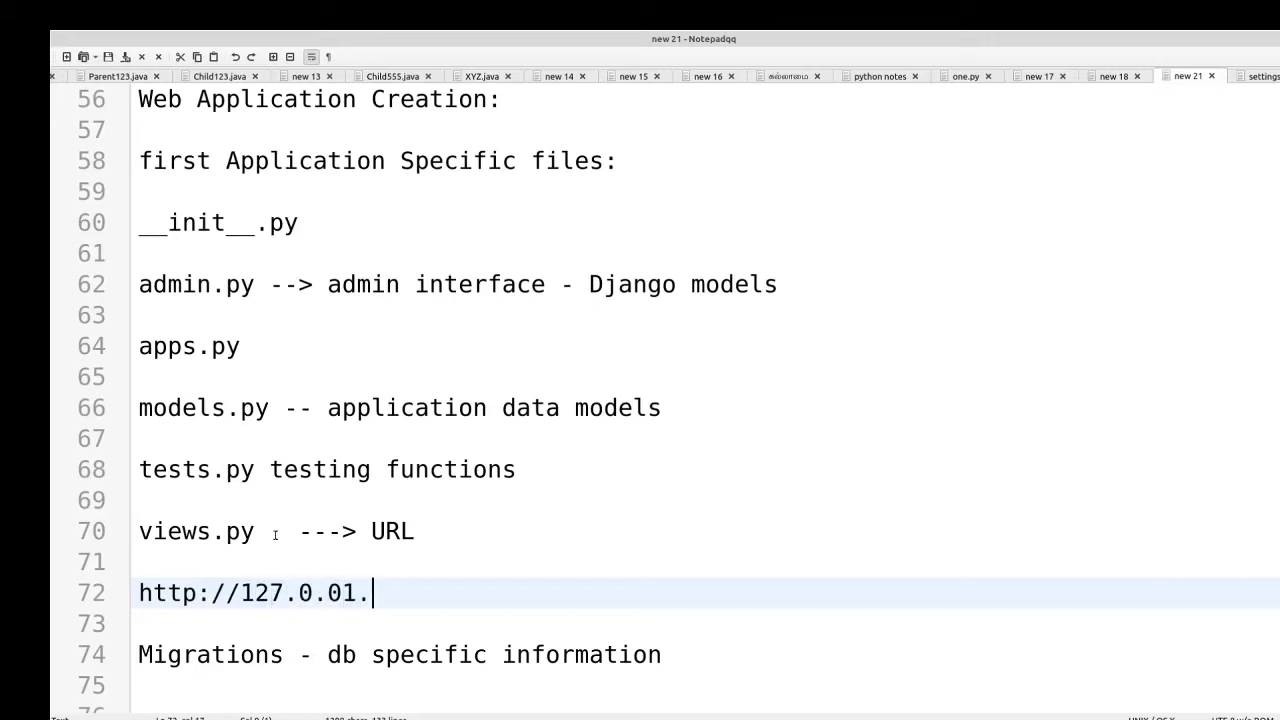 new 21 - Notepadqq
Parent123.java Child123.java new 13 Child555.java XYZ.java new 14 new 15 new 16 python notes one.py new 17 new 18 new 21 settings
56 Web Application Creation:
57
58 first Application Specific files:
59
60 __init__.py
61
62 admin.py --> admin interface - Django models
63
64 apps.py
65
66 models.py -- application data models
67
68 tests.py testing functions
69
70 views.py ---> URL
71
72 http://127.0.01.
73
74 Migrations - db specific information
75